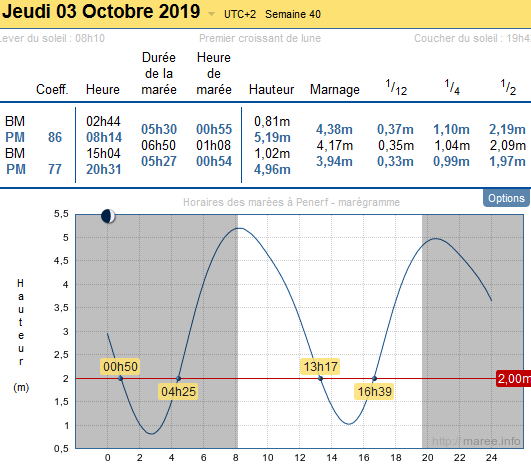 Jeudi 03 Octobre 2019 UTC+2 Semaine 40
Lever du soleil : 08h10 Premier croissant de lune Coucher du soleil : 19h4
Coeff. Heure Durée de la marée Heure de marée Hauteur Marnage 1/12 1/4 1/2
BM 02h44 0,81m
05h30 00h55 4,38m 0,37m 1,10m 2,19m
PM 86 08h14 5,19m
06h50 01h08 4,17m 0,35m 1,04m 2,09m
BM 15h04 1,02m
05h27 00h54 3,94m 0,33m 0,99m 1,97m
PM 77 20h31 4,96m
Options
Horaires des marées à Penerf - marégramme
5,5
5
4,5
4
3,5
3
2,5
2
1,5
1
0,5
Hauteur
(m)
00h50
04h25
13h17
16h39
2,00m
http://maree.info
0 2 4 6 8 10 12 14 16 18 20 22 24